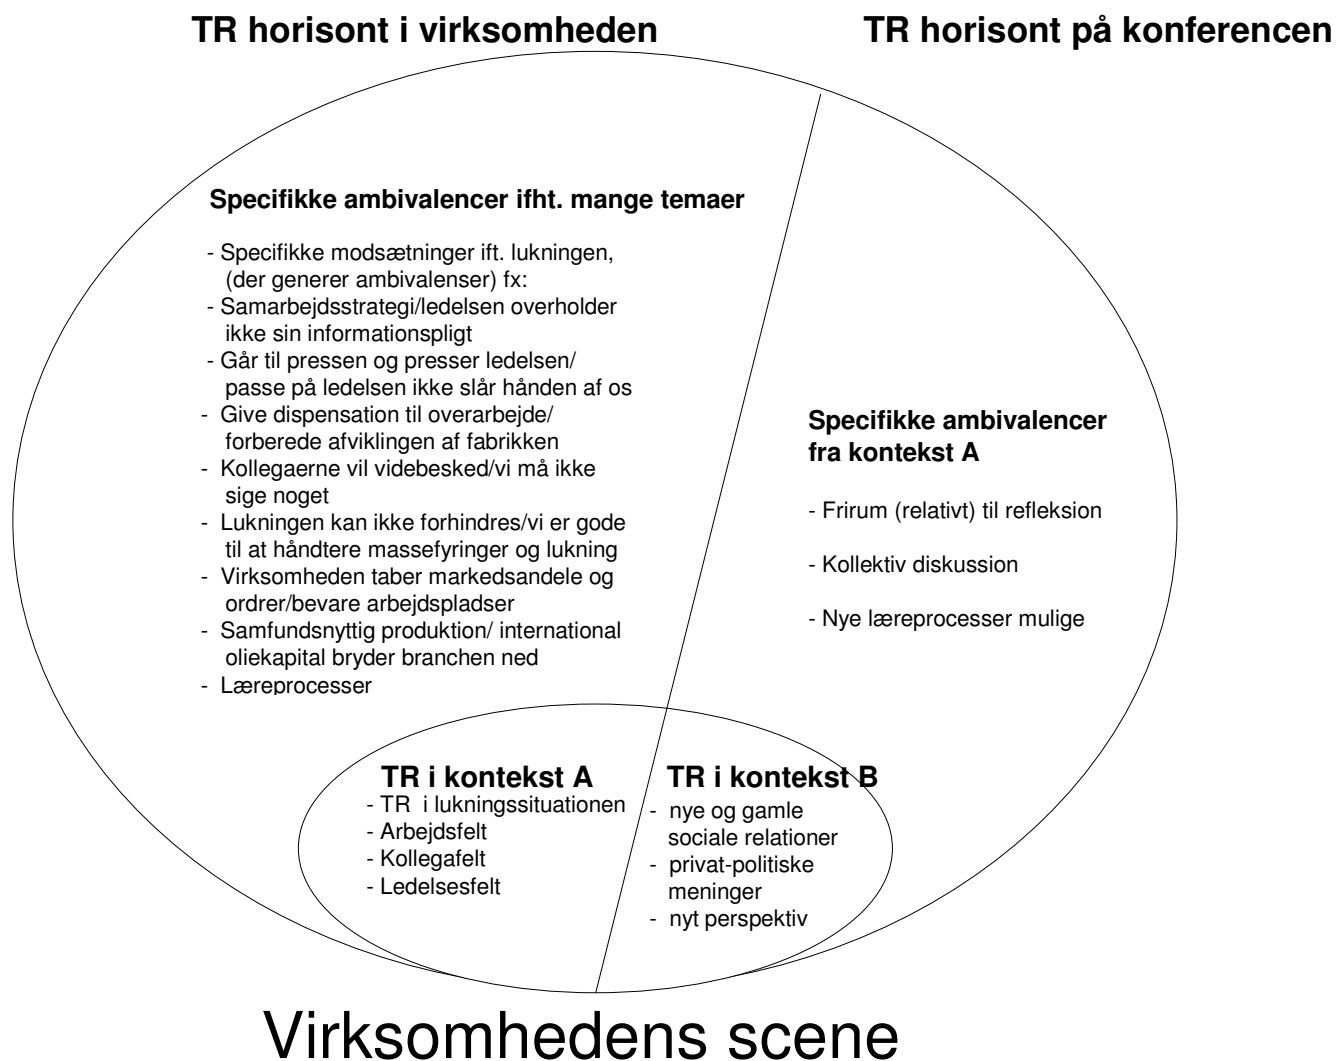 TR horisont i virksomheden
TR horisont på konferencen
Specifikke ambivalencer ifht. mange temaer
- Specifikke modsætninger ift. lukningen,
(der generer ambivalenser) fx:
- Samarbejdsstrategi/ledelsen overholder
ikke sin informationspligt
- Går til pressen og presser ledelsen/
passe på ledelsen ikke slår hånden af os
- Give dispensation til overarbejde/
forberede afviklingen af fabrikken
- Kollegaerne vil videbesked/vi må ikke
sige noget
- Lukningen kan ikke forhindres/vi er gode
til at håndtere massefyringer og lukning
- Virksomheden taber markedsandele og
ordrer/bevare arbejdspladser
- Samfundsnyttig produktion/ international
oliekapital bryder branchen ned
- Læreprocesser
Specifikke ambivalencer
fra kontekst A
- Frirum (relativt) til refleksion
- Kollektiv diskussion
- Nye læreprocesser mulige
TR i kontekst A
- TR i lukningssituationen
- Arbejdsfelt
- Kollegafelt
- Ledelsesfelt
TR i kontekst B
- nye og gamle
sociale relationer
- privat-politiske
meninger
- nyt perspektiv
Virksomhedens scene